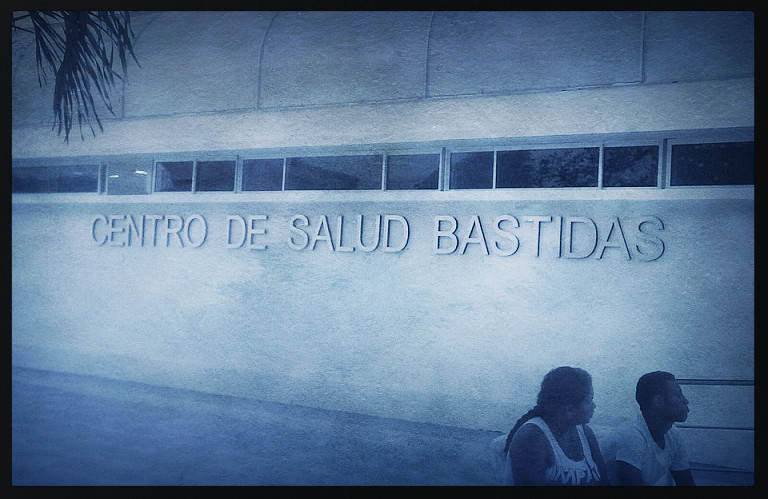 CENTRO DE SALUD BASTIDAS